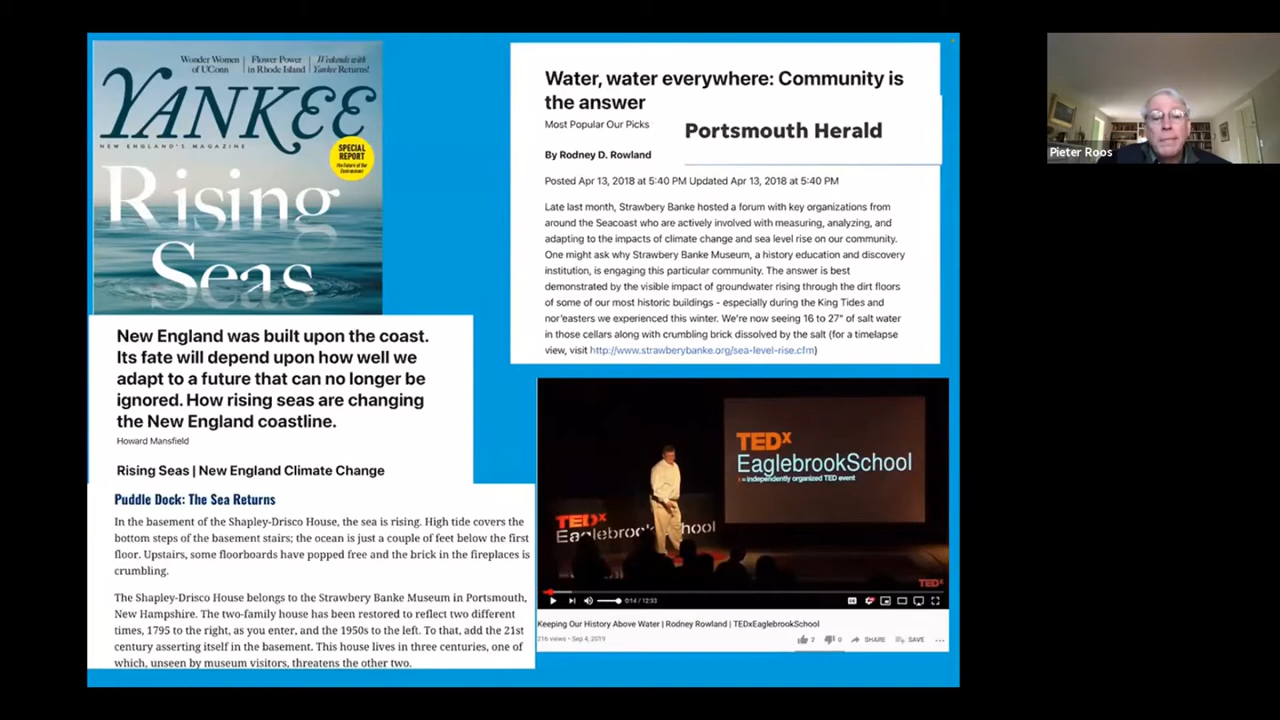 Wonder Women
of UConn
Flower Power
in Rhode Island
Weekends with
Yankee Returns!
YANKEE
NEW ENGLAND'S MAGAZINE
SPECIAL
REPORT
The Future of Our
Environment
Rising
Seas
New England was built upon the coast.
Its fate will depend upon how well we
adapt to a future that can no longer be
ignored. How rising seas are changing
the New England coastline.
Howard Mansfield
Rising Seas | New England Climate Change
Puddle Dock: The Sea Returns
In the basement of the Shapley-Drisco House, the sea is rising. High tide covers the
bottom steps of the basement stairs; the ocean is just a couple of feet below the first
floor. Upstairs, some floorboards have popped free and the brick in the fireplaces is
crumbling.
The Shapley-Drisco House belongs to the Strawbery Banke Museum in Portsmouth,
New Hampshire. The two-family house has been restored to reflect two different
times, 1795 to the right, as you enter, and the 1950s to the left. To that, add the 21st
century asserting itself in the basement. This house lives in three centuries, one of
which, unseen by museum visitors, threatens the other two.
Water, water everywhere: Community is
the answer
Most Popular Our Picks
Portsmouth Herald
By Rodney D. Rowland
Posted Apr 13, 2018 at 5:40 PM Updated Apr 13, 2018 at 5:40 PM
Late last month, Strawbery Banke hosted a forum with key organizations from
around the Seacoast who are actively involved with measuring, analyzing, and
adapting to the impacts of climate change and sea level rise on our community.
One might ask why Strawbery Banke Museum, a history education and discovery
institution, is engaging this particular community. The answer is best
demonstrated by the visible impact of groundwater rising through the dirt floors
of some of our most historic buildings - especially during the King Tides and
nor'easters we experienced this winter. We're now seeing 16 to 27" of salt water
in those cellars along with crumbling brick dissolved by the salt (for a timelapse
view, visit http://www.strawberybanke.org/sea-level-rise.cfm)
TEDx
EaglebrookSchool
x = independently organized TED event
TEDx
Eaglebrook School
TEDx
0:14 / 12:33
Keeping Our History Above Water | Rodney Rowland | TEDxEaglebrookSchool
216 views • Sep 4, 2019
2
0
SHARE
SAVE
Pieter Roos